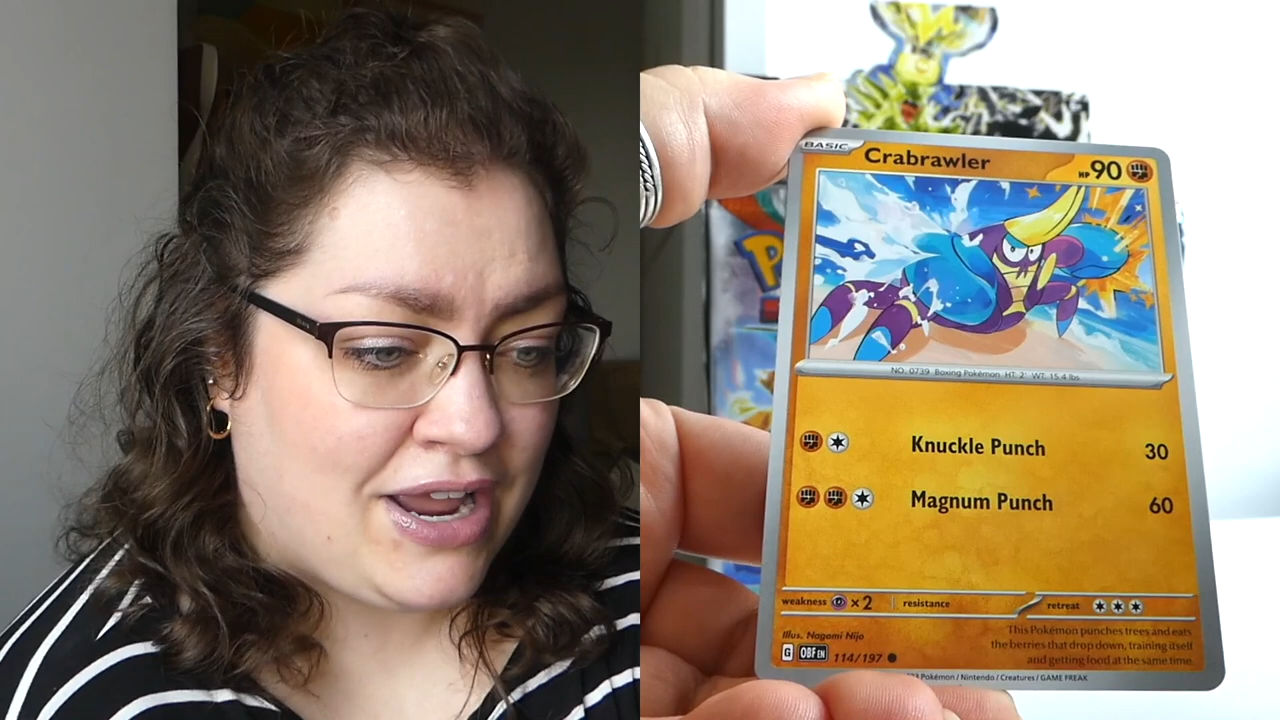 BASIC
Crabrawler
HP 90
NO. 0739 Boxing Pokémon HT: 2' WT: 15.4 lbs.
Knuckle Punch 30
Magnum Punch 60
weakness ×2 resistance retreat
Illus. Nagomi Nijo
This Pokémon punches trees and eats
the berries that drop down, training itself
and getting food at the same time.
G OBF EN 114/197
Pokémon / Nintendo / Creatures / GAME FREAK